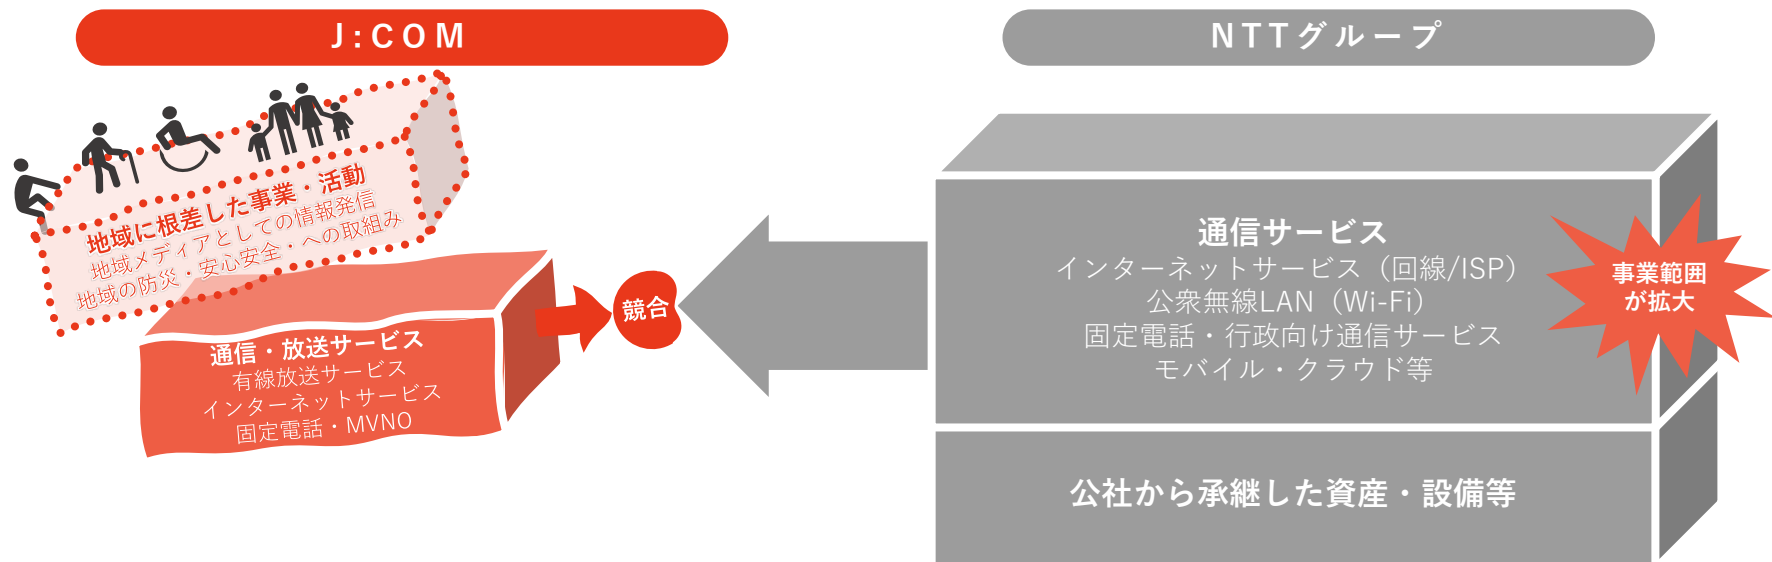 J:COM
NTTグループ
地域に根差した事業・活動
地域メディアとしての情報発信
地域の防災・安心安全・への取組み
通信・放送サービス
有線放送サービス
インターネットサービス
固定電話・MVNO
競合
通信サービス
インターネットサービス（回線/ISP）
公衆無線LAN（Wi-Fi）
固定電話・行政向け通信サービス
モバイル・クラウド等
事業範囲
が拡大
公社から承継した資産・設備等